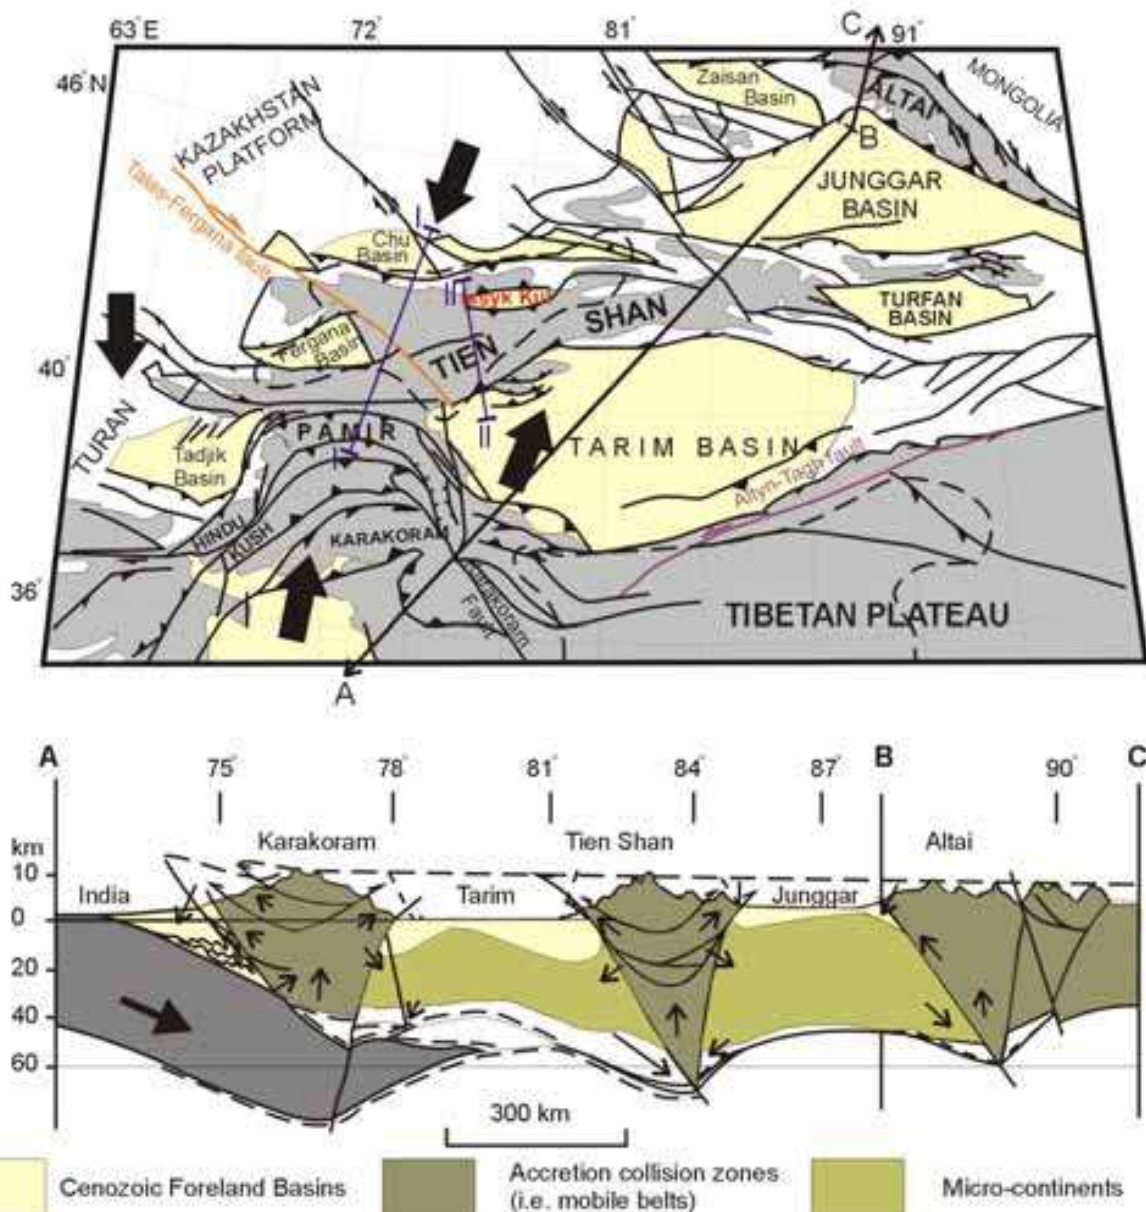 63° E
72°
81°
91°
C
46° N
40°
36°
KAZAKHSTAN
PLATFORM
Talas-Fergana fault
Zaisan
Basin
ALTAI
MONGOLIA
B
JUNGGAR
BASIN
I
Chu
Basin
II
Issyk Kul
SHAN
TURFAN
BASIN
Fergana
Basin
TIEN
TURAN
PAMIR
I
II
TARIM BASIN
Tadjik
Basin
Altyn-Tagh fault
HINDU
KUSH
KARAKORAM
Karakoram
Fault
TIBETAN PLATEAU
A
A
75°
78°
81°
84°
87°
B
90°
C
km
Karakoram
Tien Shan
Altai
10
India
Tarim
Junggar
0
20
40
60
300 km
Cenozoic Foreland Basins
Accretion collision zones
(i.e. mobile belts)
Micro-continents